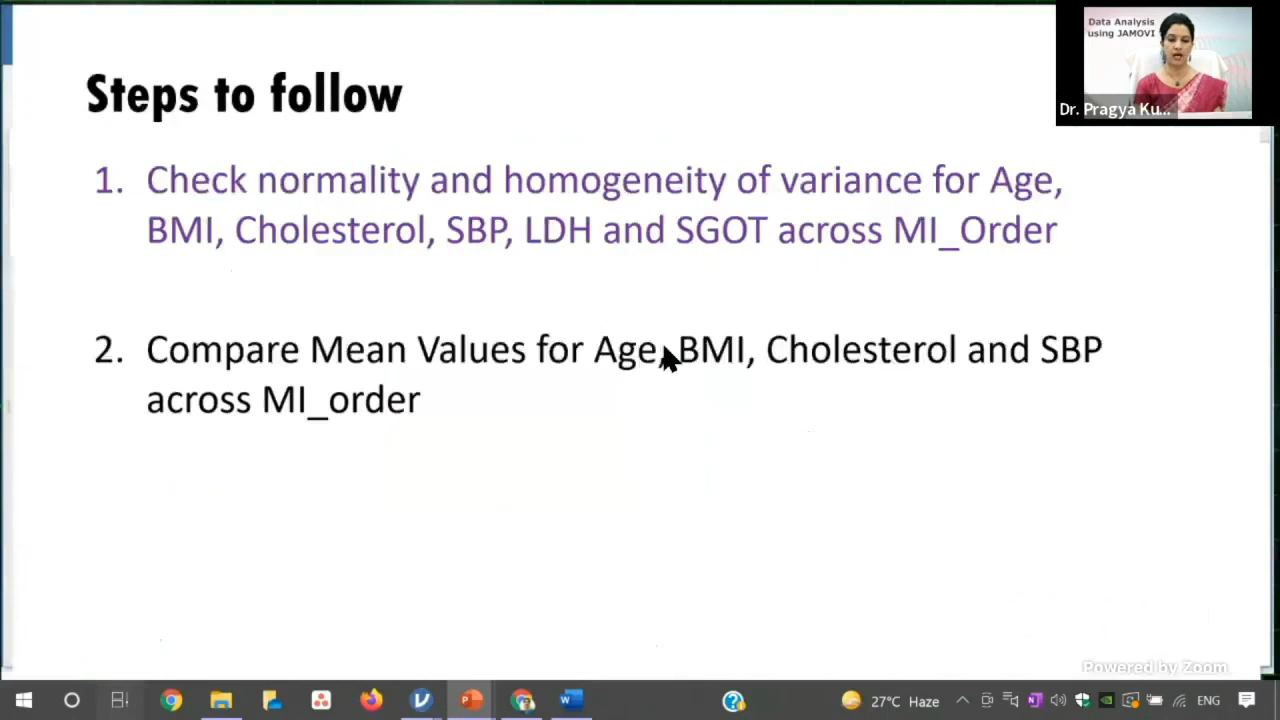 Data Analysis
using JAMOVI
Dr. Pragya Ku...
Steps to follow
1. Check normality and homogeneity of variance for Age,
BMI, Cholesterol, SBP, LDH and SGOT across MI_Order
2. Compare Mean Values for Age, BMI, Cholesterol and SBP
across MI_order
Powered by Zoom
27°C Haze
ENG